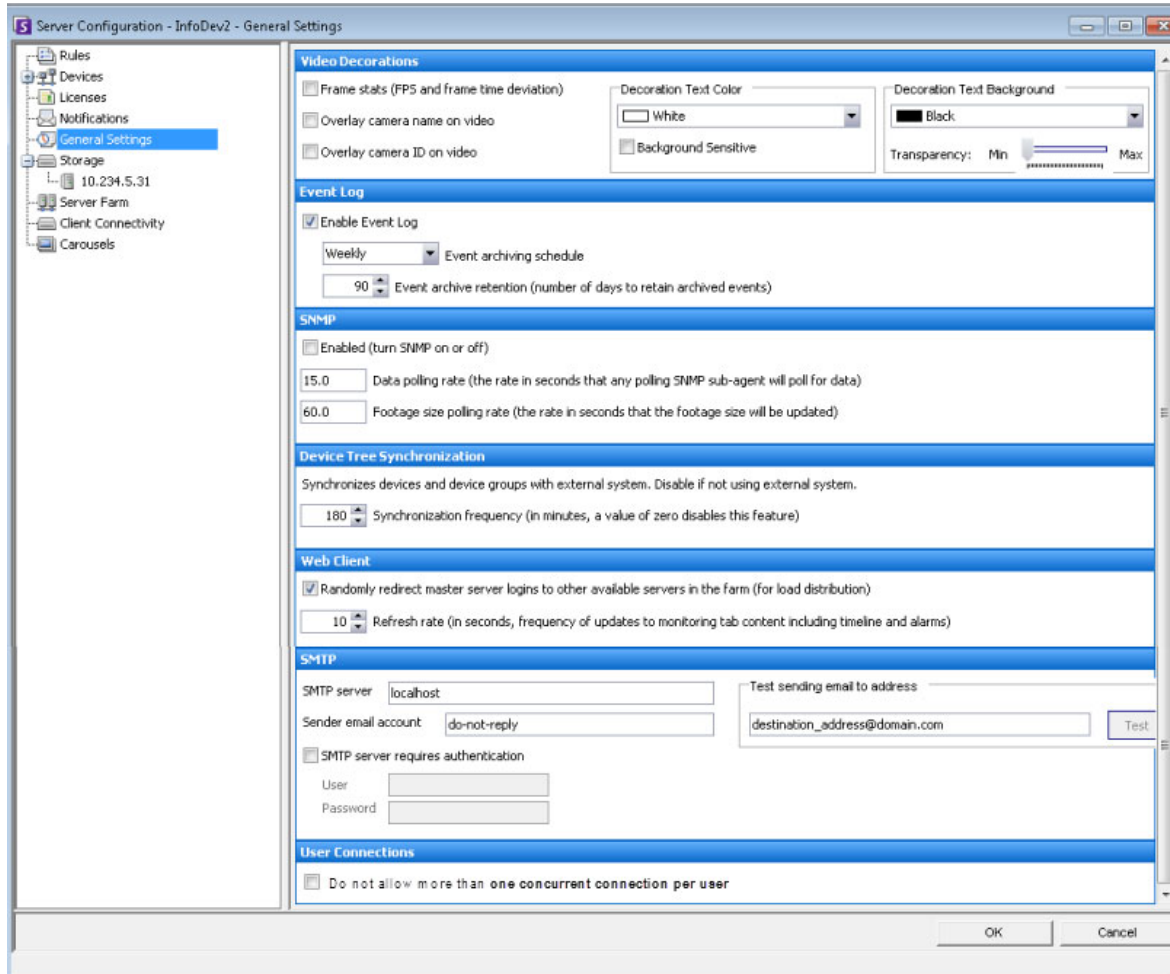 Server Configuration - InfoDev2 - General Settings
Rules
Devices
Licenses
Notifications
General Settings
Storage
10.234.5.31
Server Farm
Client Connectivity
Carousels
Video Decorations
Frame stats (FPS and frame time deviation)
Overlay camera name on video
Overlay camera ID on video
Decoration Text Color
White
Background Sensitive
Decoration Text Background
Black
Transparency: Min Max
Event Log
Enable Event Log
Weekly Event archiving schedule
90 Event archive retention (number of days to retain archived events)
SNMP
Enabled (turn SNMP on or off)
15.0 Data polling rate (the rate in seconds that any polling SNMP sub-agent will poll for data)
60.0 Footage size polling rate (the rate in seconds that the footage size will be updated)
Device Tree Synchronization
Synchronizes devices and device groups with external system. Disable if not using external system.
180 Synchronization frequency (in minutes, a value of zero disables this feature)
Web Client
Randomly redirect master server logins to other available servers in the farm (for load distribution)
10 Refresh rate (in seconds, frequency of updates to monitoring tab content including timeline and alarms)
SMTP
SMTP server localhost
Sender email account do-not-reply
SMTP server requires authentication
User
Password
Test sending email to address
destination_address@domain.com Test
User Connections
Do not allow more than one concurrent connection per user
OK Cancel